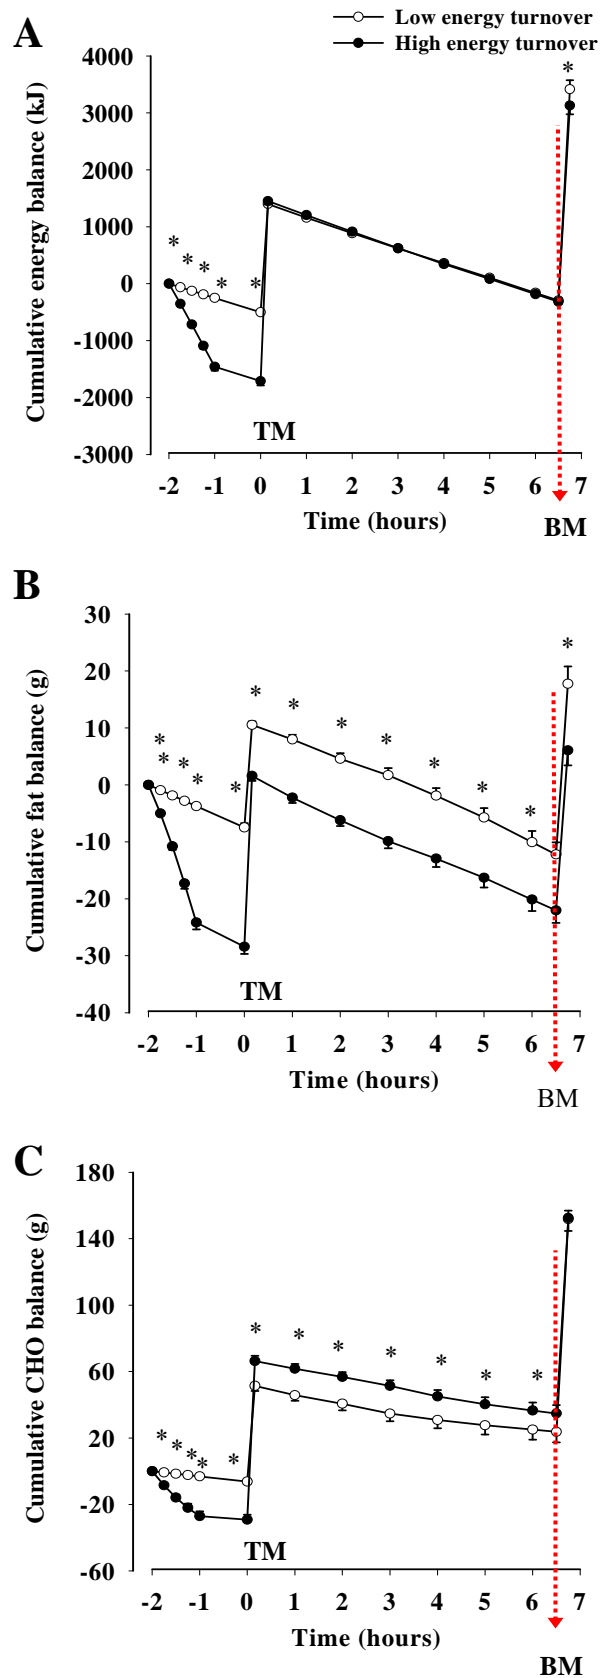 A
Low energy turnover
High energy turnover
Cumulative energy balance (kJ)
4000
3000
2000
1000
0
-1000
-2000
-3000
*
* * * * *
TM
-2 -1 0 1 2 3 4 5 6 7
Time (hours)
BM
B
Cumulative fat balance (g)
30
20
10
0
-10
-20
-30
-40
*
* * * * * * *
* * * * *
TM
-2 -1 0 1 2 3 4 5 6 7
Time (hours)
BM
C
Cumulative CHO balance (g)
180
140
100
60
20
-20
-60
* * * * * * *
* * * * *
TM
-2 -1 0 1 2 3 4 5 6 7
Time (hours)
BM